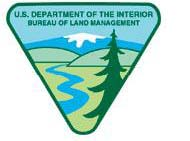 U.S. DEPARTMENT OF THE INTERIOR
BUREAU OF LAND MANAGEMENT